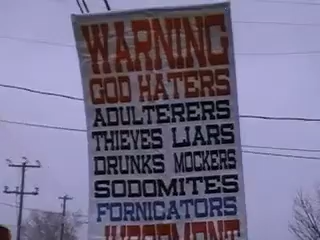 WARNING
GOD HATERS
ADULTERERS
THIEVES LIARS
DRUNKS MOCKERS
SODOMITES
FORNICATORS